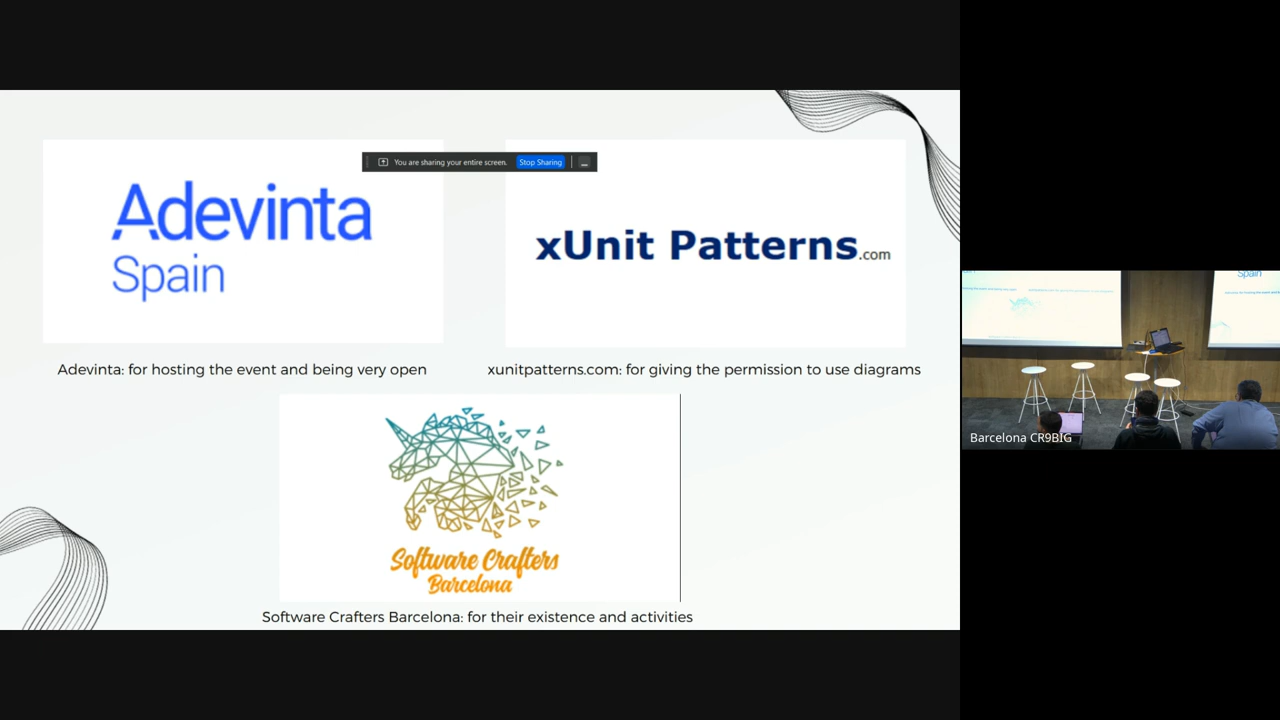 You are sharing your entire screen.
Stop Sharing
Adevinta
Spain
xUnit Patterns.com
Adevinta: for hosting the event and being very open
xunitpatterns.com: for giving the permission to use diagrams
Software Crafters
Barcelona
Software Crafters Barcelona: for their existence and activities
Spain
Barcelona CR9BIG